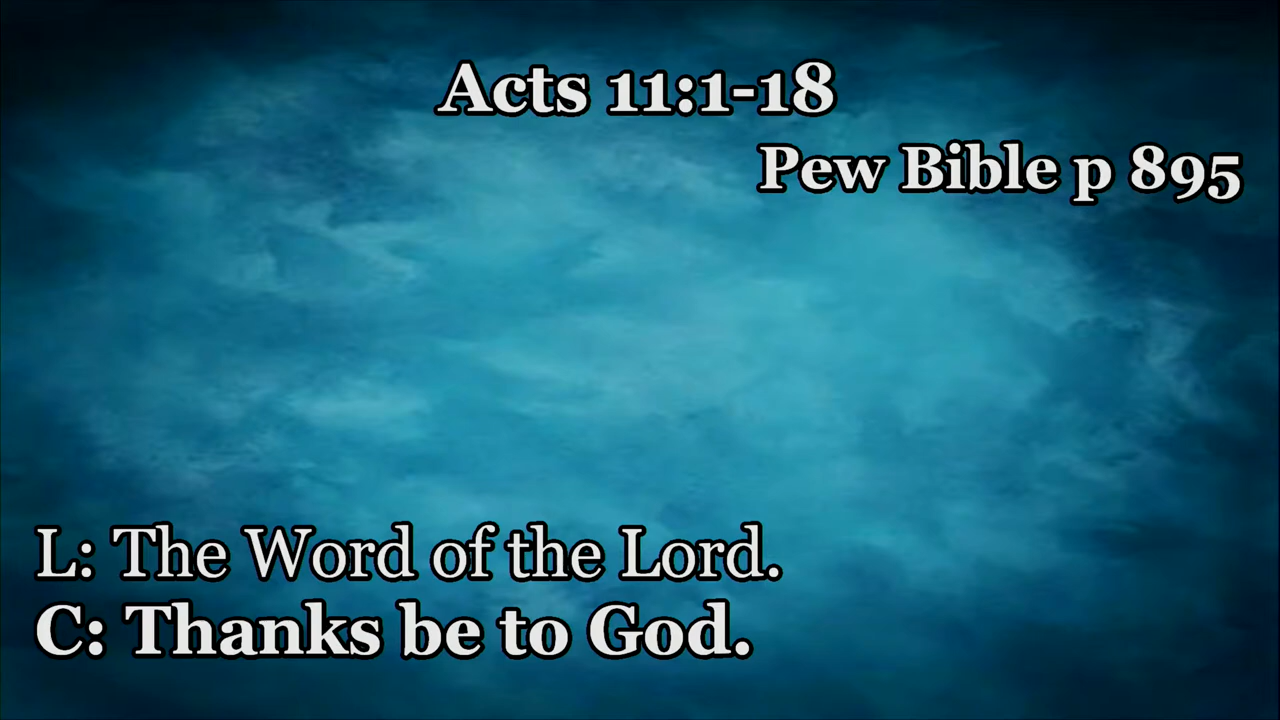 Acts 11:1-18
Pew Bible p 895
L: The Word of the Lord.
C: Thanks be to God.